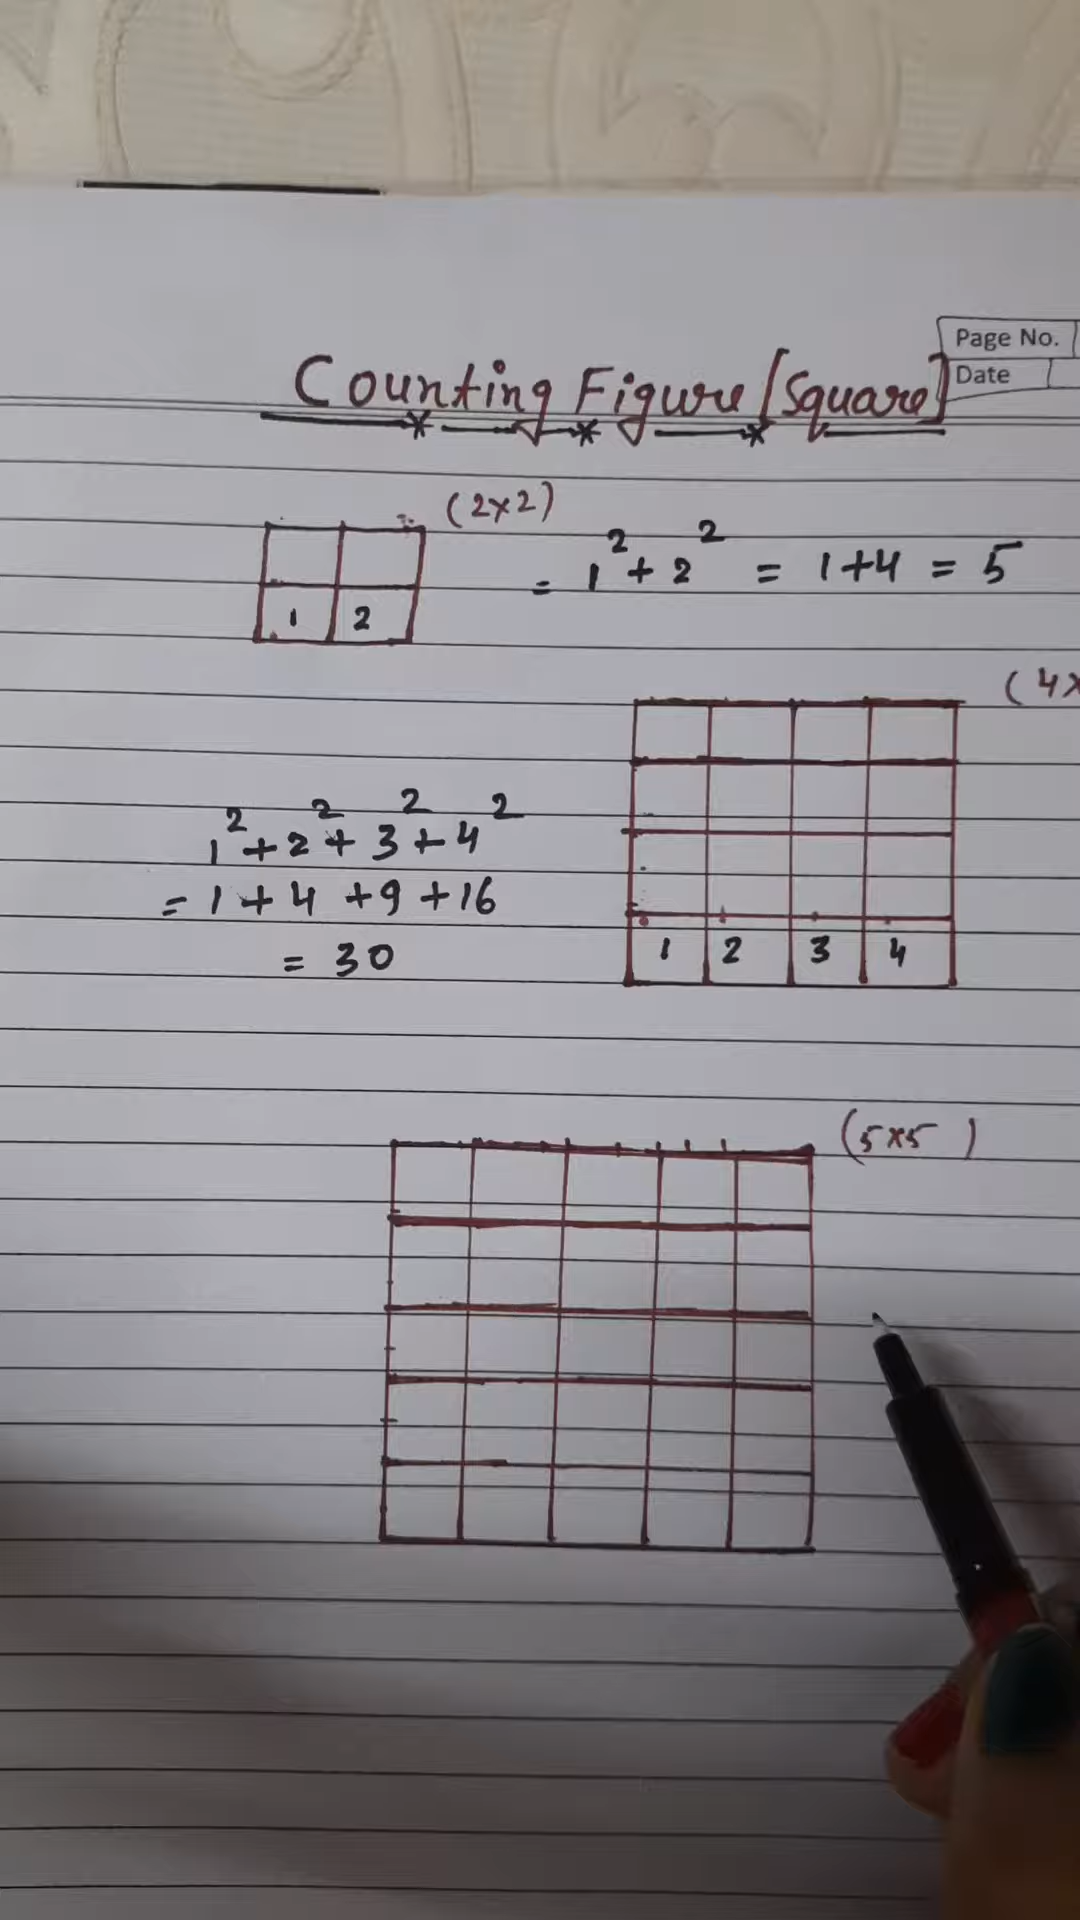 Page No.
Date
Counting Figure [Square]
(2x2)
= 1² + 2² = 1+4 = 5
1 2
(4x
1² + 2² + 3² + 4²
= 1 + 4 + 9 + 16
= 30
1 2 3 4
(5x5)